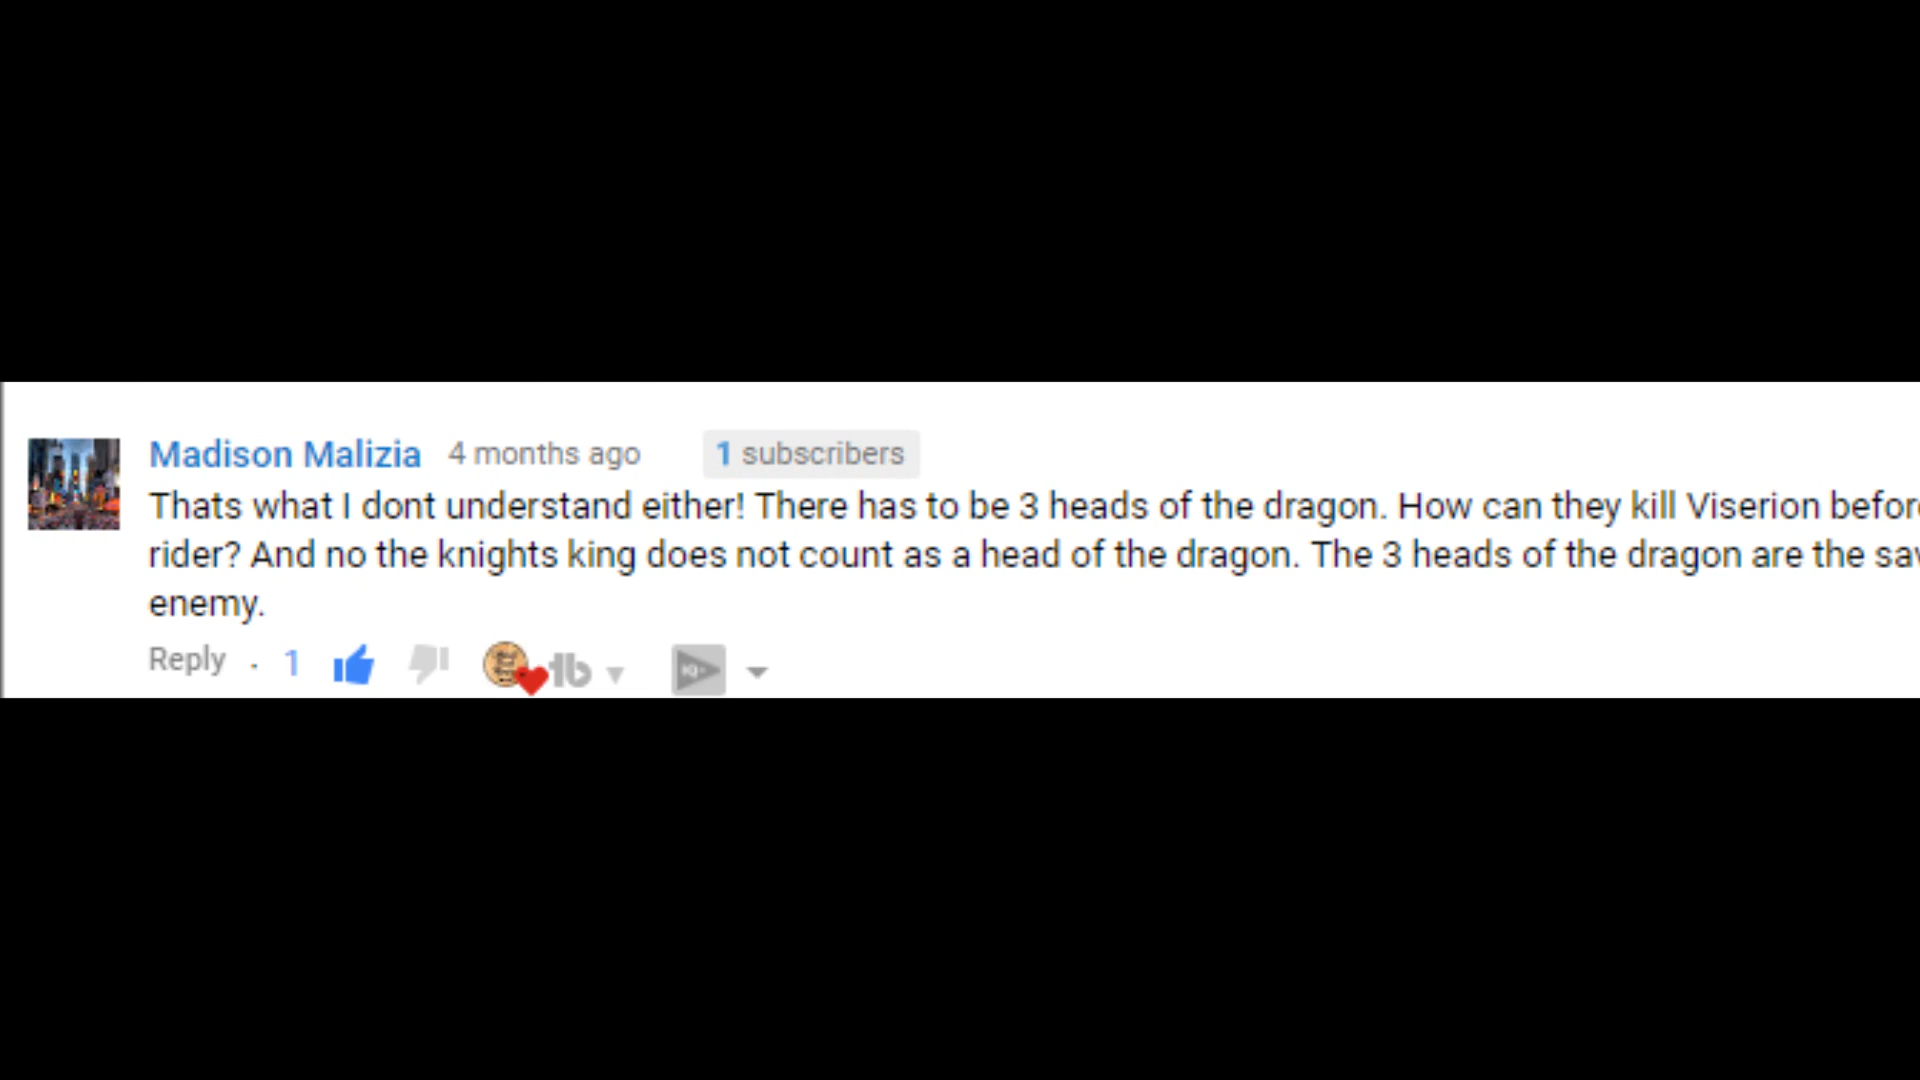 Madison Malizia 4 months ago 1 subscribers
Thats what I dont understand either! There has to be 3 heads of the dragon. How can they kill Viserion
rider? And no the knights king does not count as a head of the dragon. The 3 heads of the dragon are the
enemy.
Reply . 1